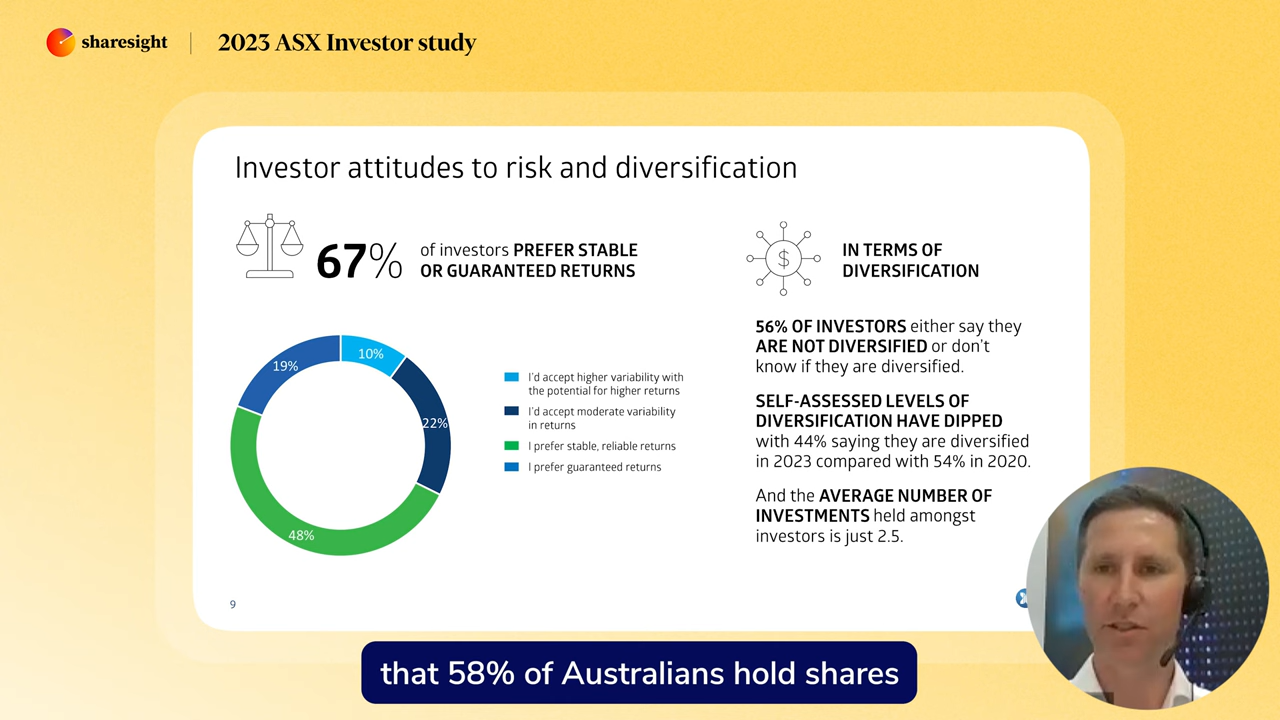 sharesight
2023 ASX Investor study
Investor attitudes to risk and diversification
67%
of investors PREFER STABLE
OR GUARANTEED RETURNS
10%
22%
48%
19%
I'd accept higher variability with
the potential for higher returns
I'd accept moderate variability
in returns
I prefer stable, reliable returns
I prefer guaranteed returns
$
IN TERMS OF
DIVERSIFICATION
56% OF INVESTORS either say they
ARE NOT DIVERSIFIED or don't
know if they are diversified.
SELF-ASSESSED LEVELS OF
DIVERSIFICATION HAVE DIPPED
with 44% saying they are diversified
in 2023 compared with 54% in 2020.
And the AVERAGE NUMBER OF
INVESTMENTS held amongst
investors is just 2.5.
9
that 58% of Australians hold shares